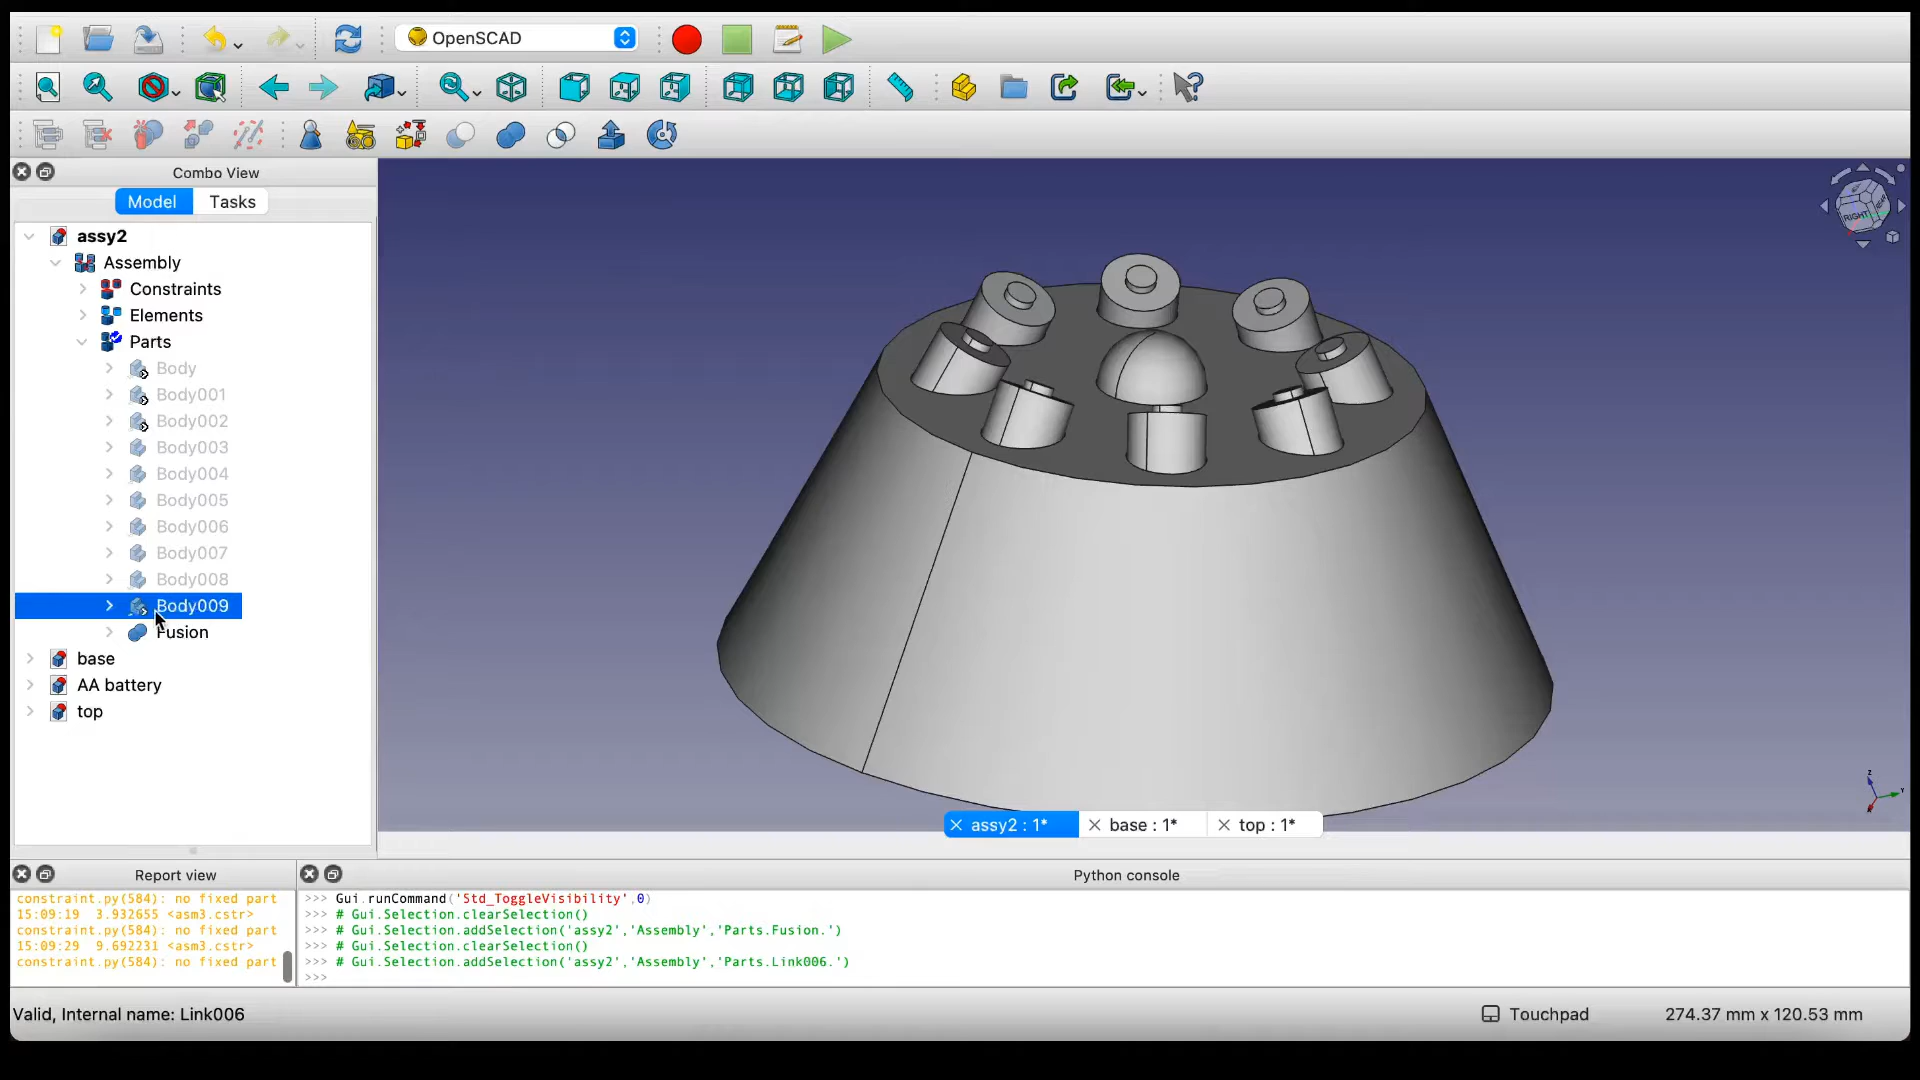 OpenSCAD
Combo View
Model
Tasks
assy2
Assembly
Constraints
Elements
Parts
Body
Body001
Body002
Body003
Body004
Body005
Body006
Body007
Body008
Body009
Fusion
base
AA battery
top
RIGHT
Z
Y
assy2 : 1*
base : 1*
top : 1*
Report view
constraint.py(584): no fixed part
15:09:19  3.932655 <asm3.cstr>
constraint.py(584): no fixed part
15:09:29  9.692231 <asm3.cstr>
constraint.py(584): no fixed part
Python console
>>> Gui.runCommand('Std_ToggleVisibility',0)
>>> # Gui.Selection.clearSelection()
>>> # Gui.Selection.addSelection('assy2','Assembly','Parts.Fusion.')
>>> # Gui.Selection.clearSelection()
>>> # Gui.Selection.addSelection('assy2','Assembly','Parts.Link006.')
>>>
Valid, Internal name: Link006
Touchpad
274.37 mm x 120.53 mm